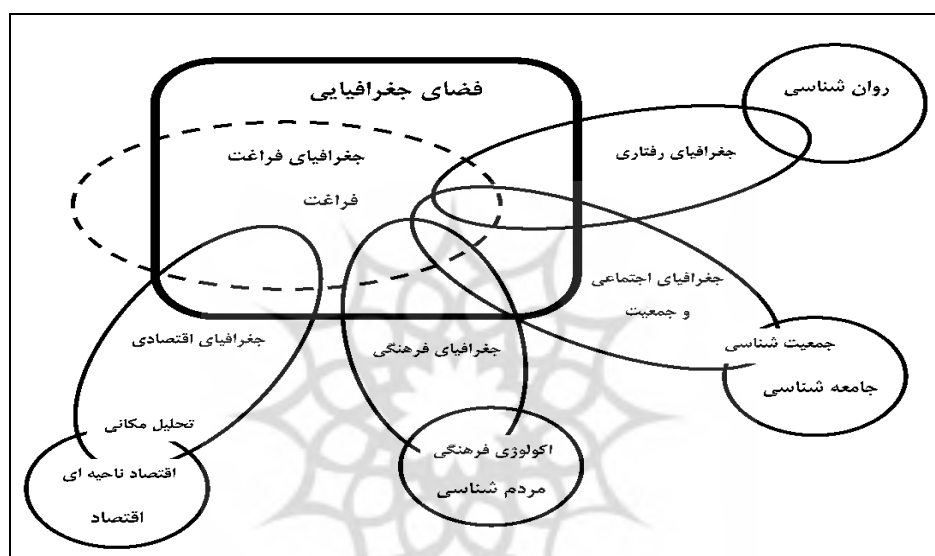 فضای جغرافیایی
روان شناسی
جغرافیای رفتاری
جغرافیای فراغت
فراغت
جغرافیای اجتماعی
و جمعیت
جغرافیای اقتصادی
جغرافیای فرهنگی
جمعیت شناسی
جامعه شناسی
تحلیل مکانی
اقتصاد ناحیه ای
اقتصاد
اکولوژی فرهنگی
مردم شناسی